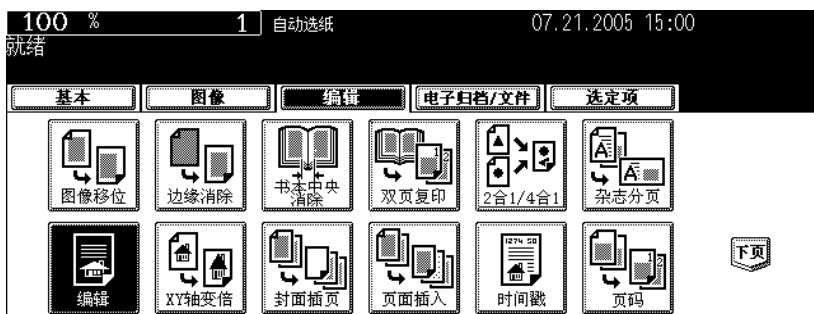 100 % 1 自动选纸 07.21.2005 15:00
就绪
基本 图像 编辑 电子归档/文件 选定项
图像移位 边缘消除 书本中央消除 双页复印 2合1/4合1 杂志分页
编辑 XY轴变倍 封面插页 页面插入 时间戳 页码 下页